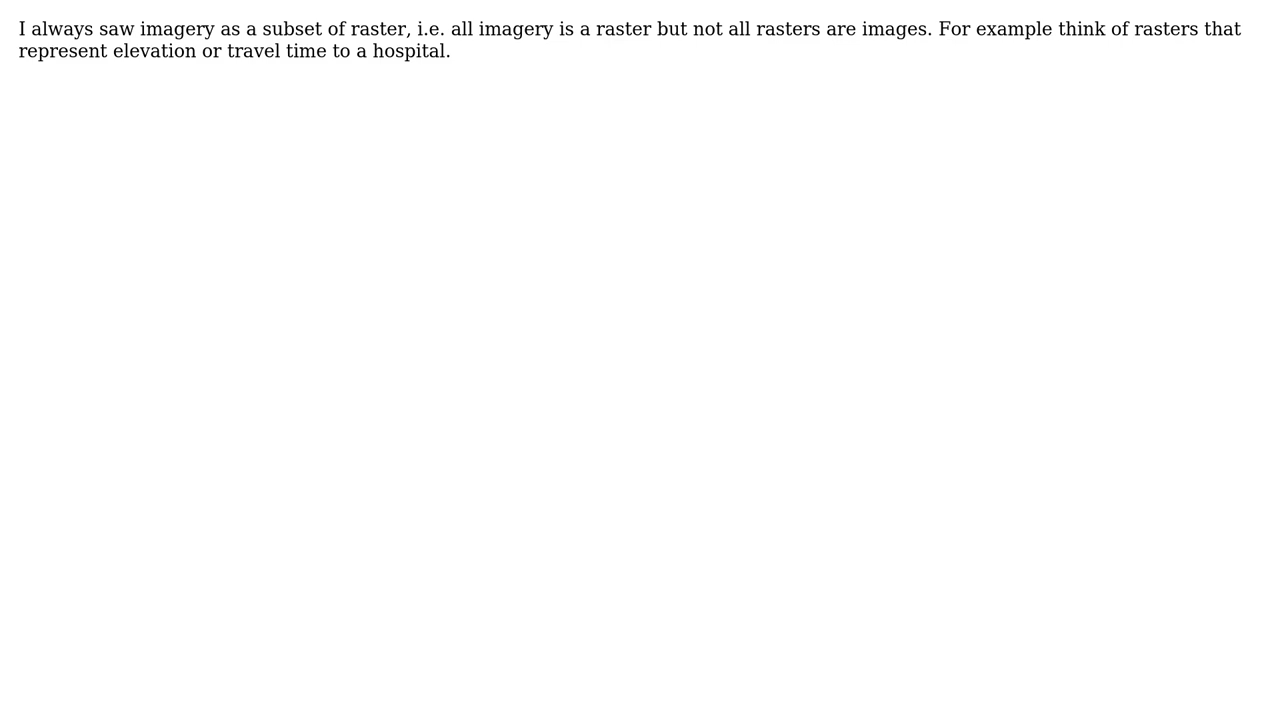 I always saw imagery as a subset of raster, i.e. all imagery is a raster but not all rasters are images. For example think of rasters that
represent elevation or travel time to a hospital.